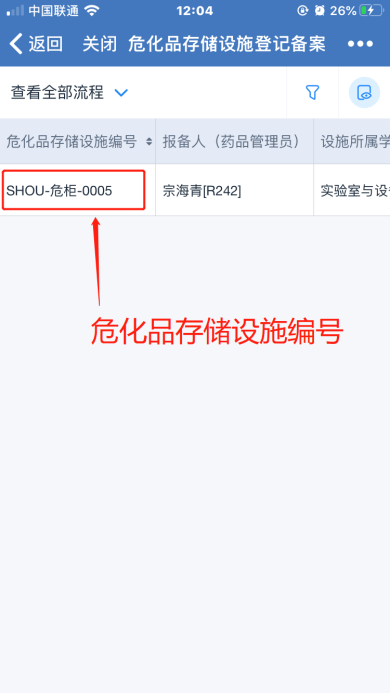 中国联通 12:04 26%
返回 关闭 危化品存储设施登记备案
查看全部流程
危化品存储设施编号 报备人（药品管理员） 设施所属学
SHOU-危柜-0005 宗海青[R242] 实验室与设
危化品存储设施编号